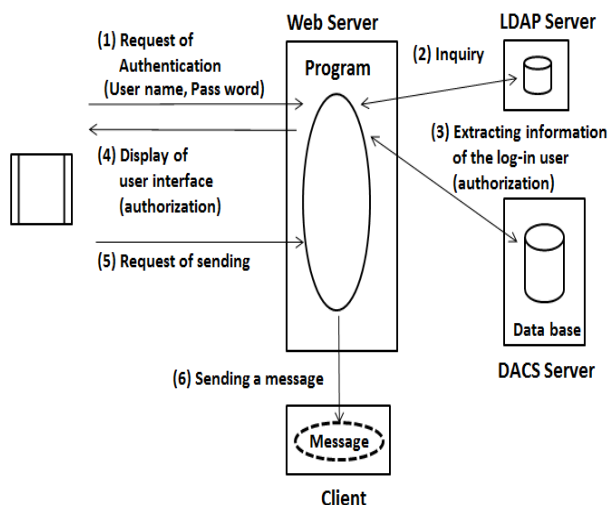 Web Server
LDAP Server
(1) Request of
Authentication
(User name, Pass word)
Program
(2) Inquiry
(3) Extracting information
of the log-in user
(authorization)
(4) Display of
user interface
(authorization)
(5) Request of sending
Data base
DACS Server
(6) Sending a message
Message
Client